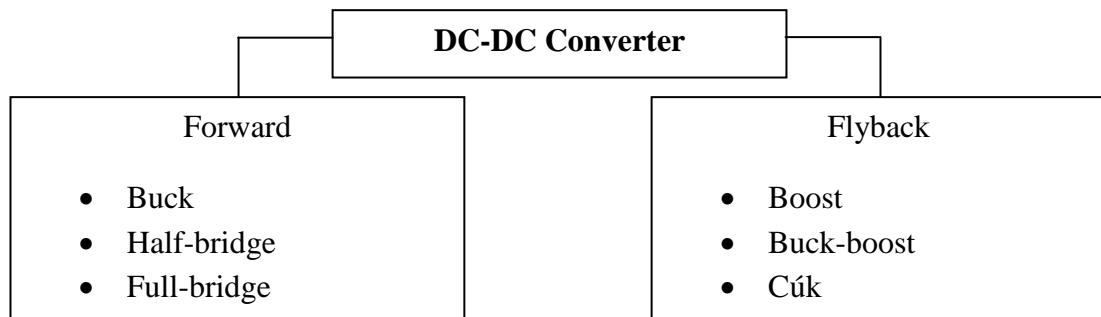 DC-DC Converter
Forward
• Buck
• Half-bridge
• Full-bridge
Flyback
• Boost
• Buck-boost
• Cúk